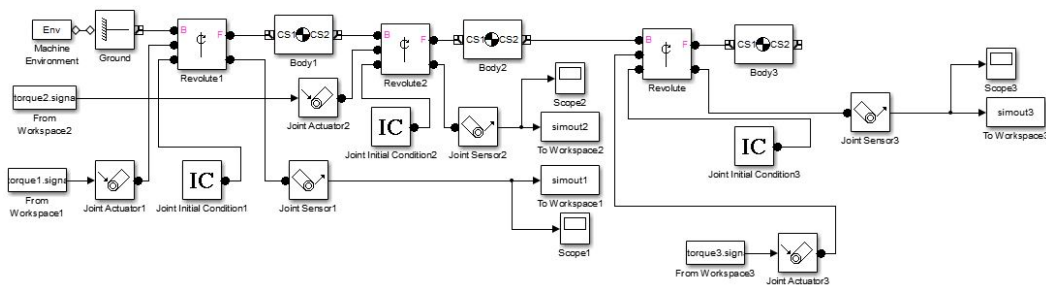 Env
Machine
Environment
Ground
B
F
Revolute1
CS1 CS2
Body1
B
F
Revolute2
CS1 CS2
Body2
B
F
Revolute
CS1 CS2
Body3
Scope3
simout3
To Workspace3
Joint Sensor3
torque2.signa
From
Workspace2
Joint Actuator2
IC
Joint Initial Condition2
Joint Sensor2
Scope2
simout2
To Workspace2
IC
Joint Initial Condition3
torque1.signa
From
Workspace1
Joint Actuator1
IC
Joint Initial Condition1
Joint Sensor1
simout1
To Workspace1
Scope1
torque3.signa
From Workspace3
Joint Actuator3